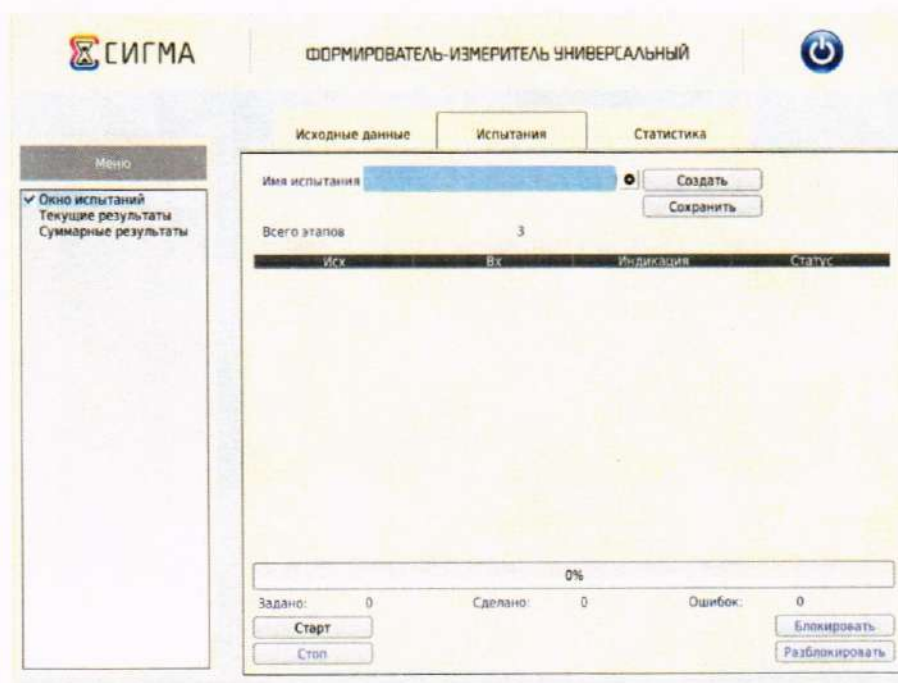 СИГМА
ФОРМИРОВАТЕЛЬ-ИЗМЕРИТЕЛЬ УНИВЕРСАЛЬНЫЙ
Исходные данные Испытания Статистика
Меню
✓ Окно испытаний
Текущие результаты
Суммарные результаты
Имя испытания Создать
Сохранить
Всего этапов 3
Исх Вх Индикация Статус
0%
Задано: 0 Сделано: 0 Ошибок: 0
Старт Блокировать
Стоп Разблокировать